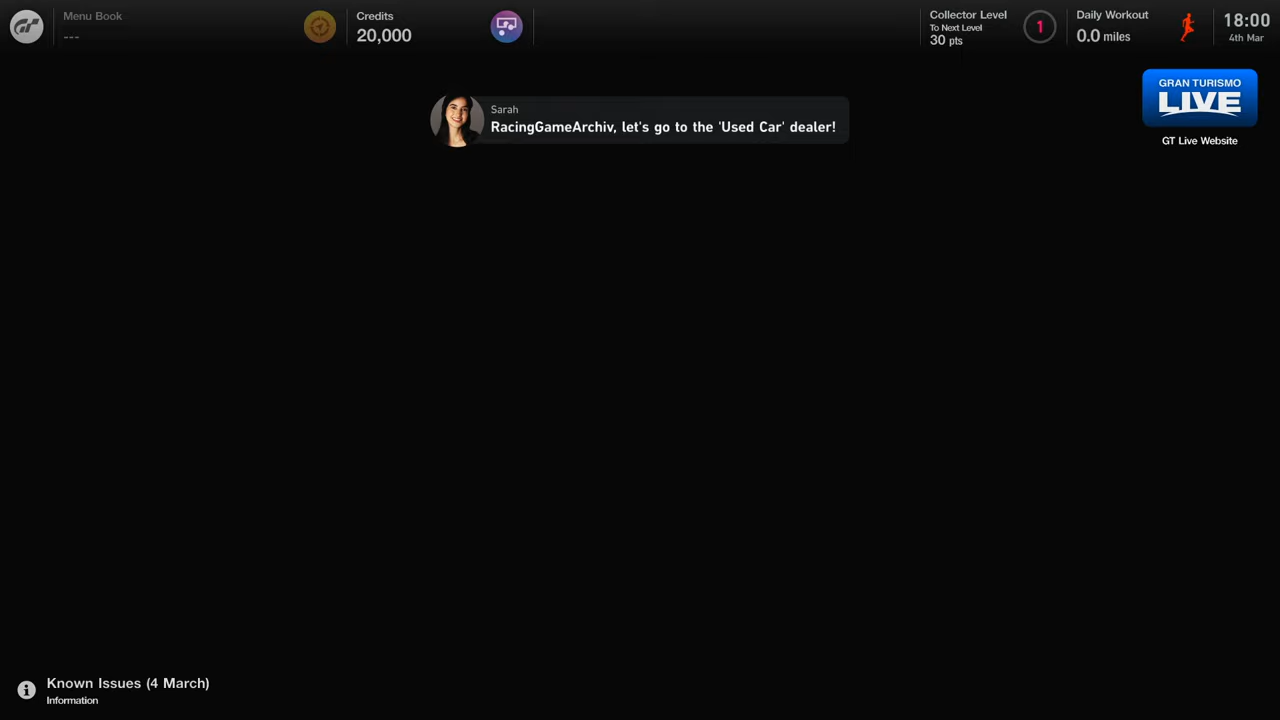 Menu Book
---
Credits
20,000
Collector Level
To Next Level
30 pts
1
Daily Workout
0.0 miles
18:00
4th Mar
GRAN TURISMO
LIVE
GT Live Website
Sarah
RacingGameArchiv, let's go to the 'Used Car' dealer!
Known Issues (4 March)
Information